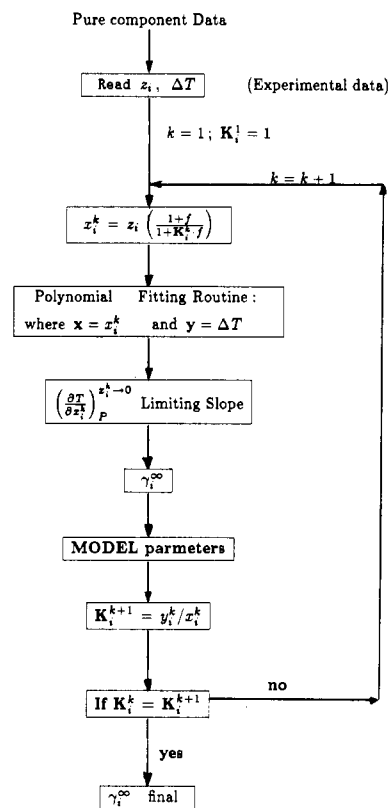 Pure component Data
Read z_i, ΔT
(Experimental data)
k = 1 ; K_i^1 = 1
k = k + 1
x_i^k = z_i ( (1+f) / (1+K_i^k·f) )
Polynomial Fitting Routine :
where x = x_i^k and y = ΔT
(∂T/∂x_i^k)_P^{x_i^k→0} Limiting Slope
γ_i^∞
MODEL parmeters
K_i^{k+1} = y_i^k/x_i^k
If K_i^k = K_i^{k+1}
no
yes
γ_i^∞ final